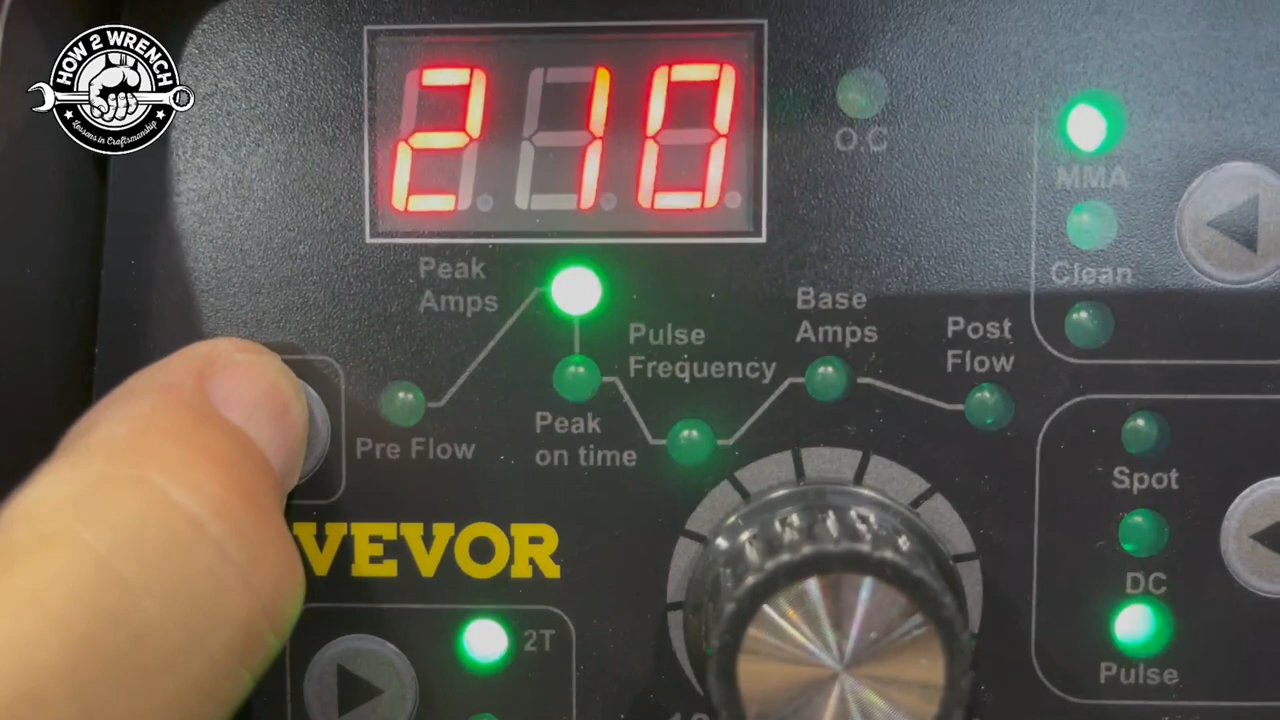 HOW 2 WRENCH
Lessons in Craftsmanship
210
O.C
MMA
Clean
Peak
Amps
Pulse
Frequency
Base
Amps
Post
Flow
Pre Flow
Peak
on time
Spot
DC
Pulse
VEVOR
2T
10